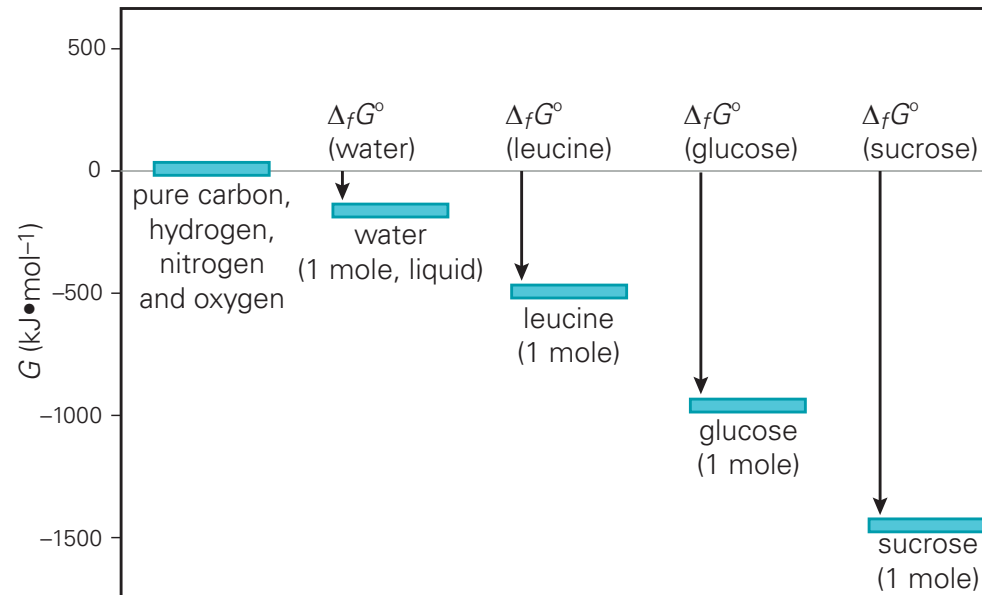 500
0
−500
−1000
−1500
G (kJ•mol⁻¹)
pure carbon,
hydrogen,
nitrogen
and oxygen
ΔfG°
(water)
water
(1 mole, liquid)
ΔfG°
(leucine)
leucine
(1 mole)
ΔfG°
(glucose)
glucose
(1 mole)
ΔfG°
(sucrose)
sucrose
(1 mole)